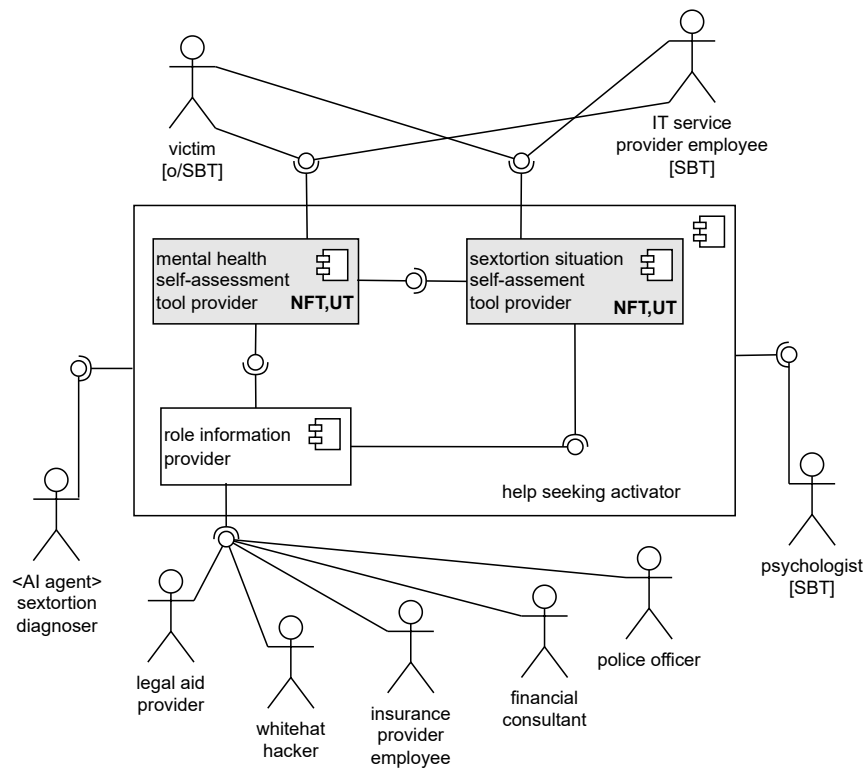 victim
[o/SBT]
IT service
provider employee
[SBT]
mental health
self-assessment
tool provider
NFT,UT
sextortion situation
self-assement
tool provider
NFT,UT
role information
provider
help seeking activator
<AI agent>
sextortion
diagnoser
psychologist
[SBT]
legal aid
provider
whitehat
hacker
insurance
provider
employee
financial
consultant
police officer